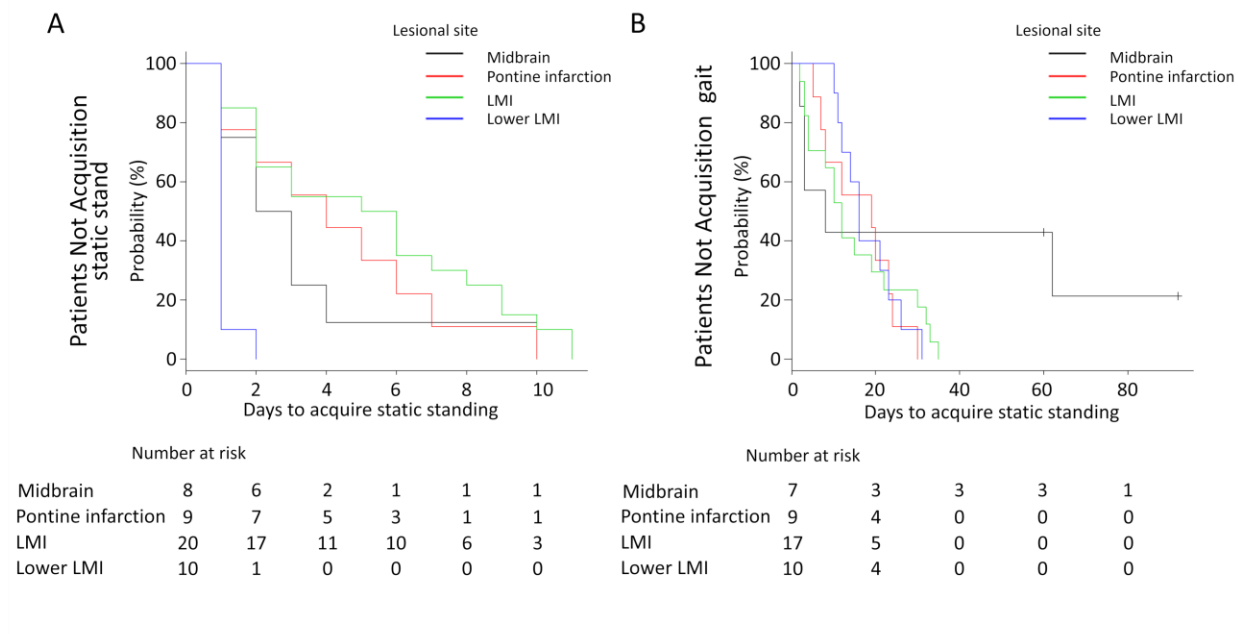 A
Lesional site
Midbrain
Pontine infarction
LMI
Lower LMI
Patients Not Acquisition
static stand
Probability (%)
100
80
60
40
20
0
0 2 4 6 8 10
Days to acquire static standing
Number at risk
Midbrain 8 6 2 1 1 1
Pontine infarction 9 7 5 3 1 1
LMI 20 17 11 10 6 3
Lower LMI 10 1 0 0 0 0
B
Lesional site
Midbrain
Pontine infarction
LMI
Lower LMI
Patients Not Acquisition gait
Probability (%)
100
80
60
40
20
0
0 20 40 60 80
Days to acquire static standing
Number at risk
Midbrain 7 3 3 3 1
Pontine infarction 9 4 0 0 0
LMI 17 5 0 0 0
Lower LMI 10 4 0 0 0